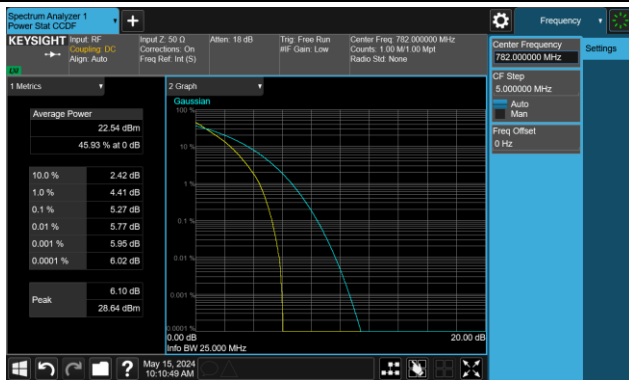 Spectrum Analyzer 1
Power Stat CCDF
Frequency
KEYSIGHT
Input: RF
Coupling: DC
Align: Auto
Input Z: 50 Ω
Corrections: On
Freq Ref: Int (S)
Atten: 18 dB
Trig: Free Run
#IF Gain: Low
Center Freq: 782.000000 MHz
Counts: 1.00 M/1.00 Mpt
Radio Std: None
LXI
1 Metrics
Average Power
22.54 dBm
45.93 % at 0 dB
10.0 % 2.42 dB
1.0 % 4.41 dB
0.1 % 5.27 dB
0.01 % 5.77 dB
0.001 % 5.95 dB
0.0001 % 6.02 dB
Peak
6.10 dB
28.64 dBm
2 Graph
Gaussian
100 %
10 %
1 %
0.1 %
0.01 %
0.001 %
0.0001 %
0.00 dB
20.00 dB
Info BW 25.000 MHz
Center Frequency
782.000000 MHz
CF Step
5.000000 MHz
Auto
Man
Freq Offset
0 Hz
Settings
?
May 15, 2024
10:10:49 AM